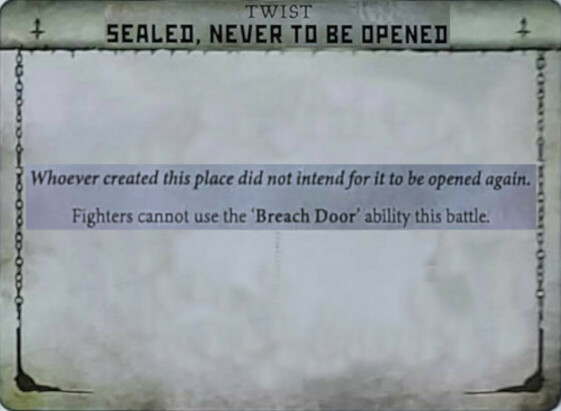 TWIST
SEALED, NEVER TO BE OPENED
Whoever created this place did not intend for it to be opened again.
Fighters cannot use the 'Breach Door' ability this battle.